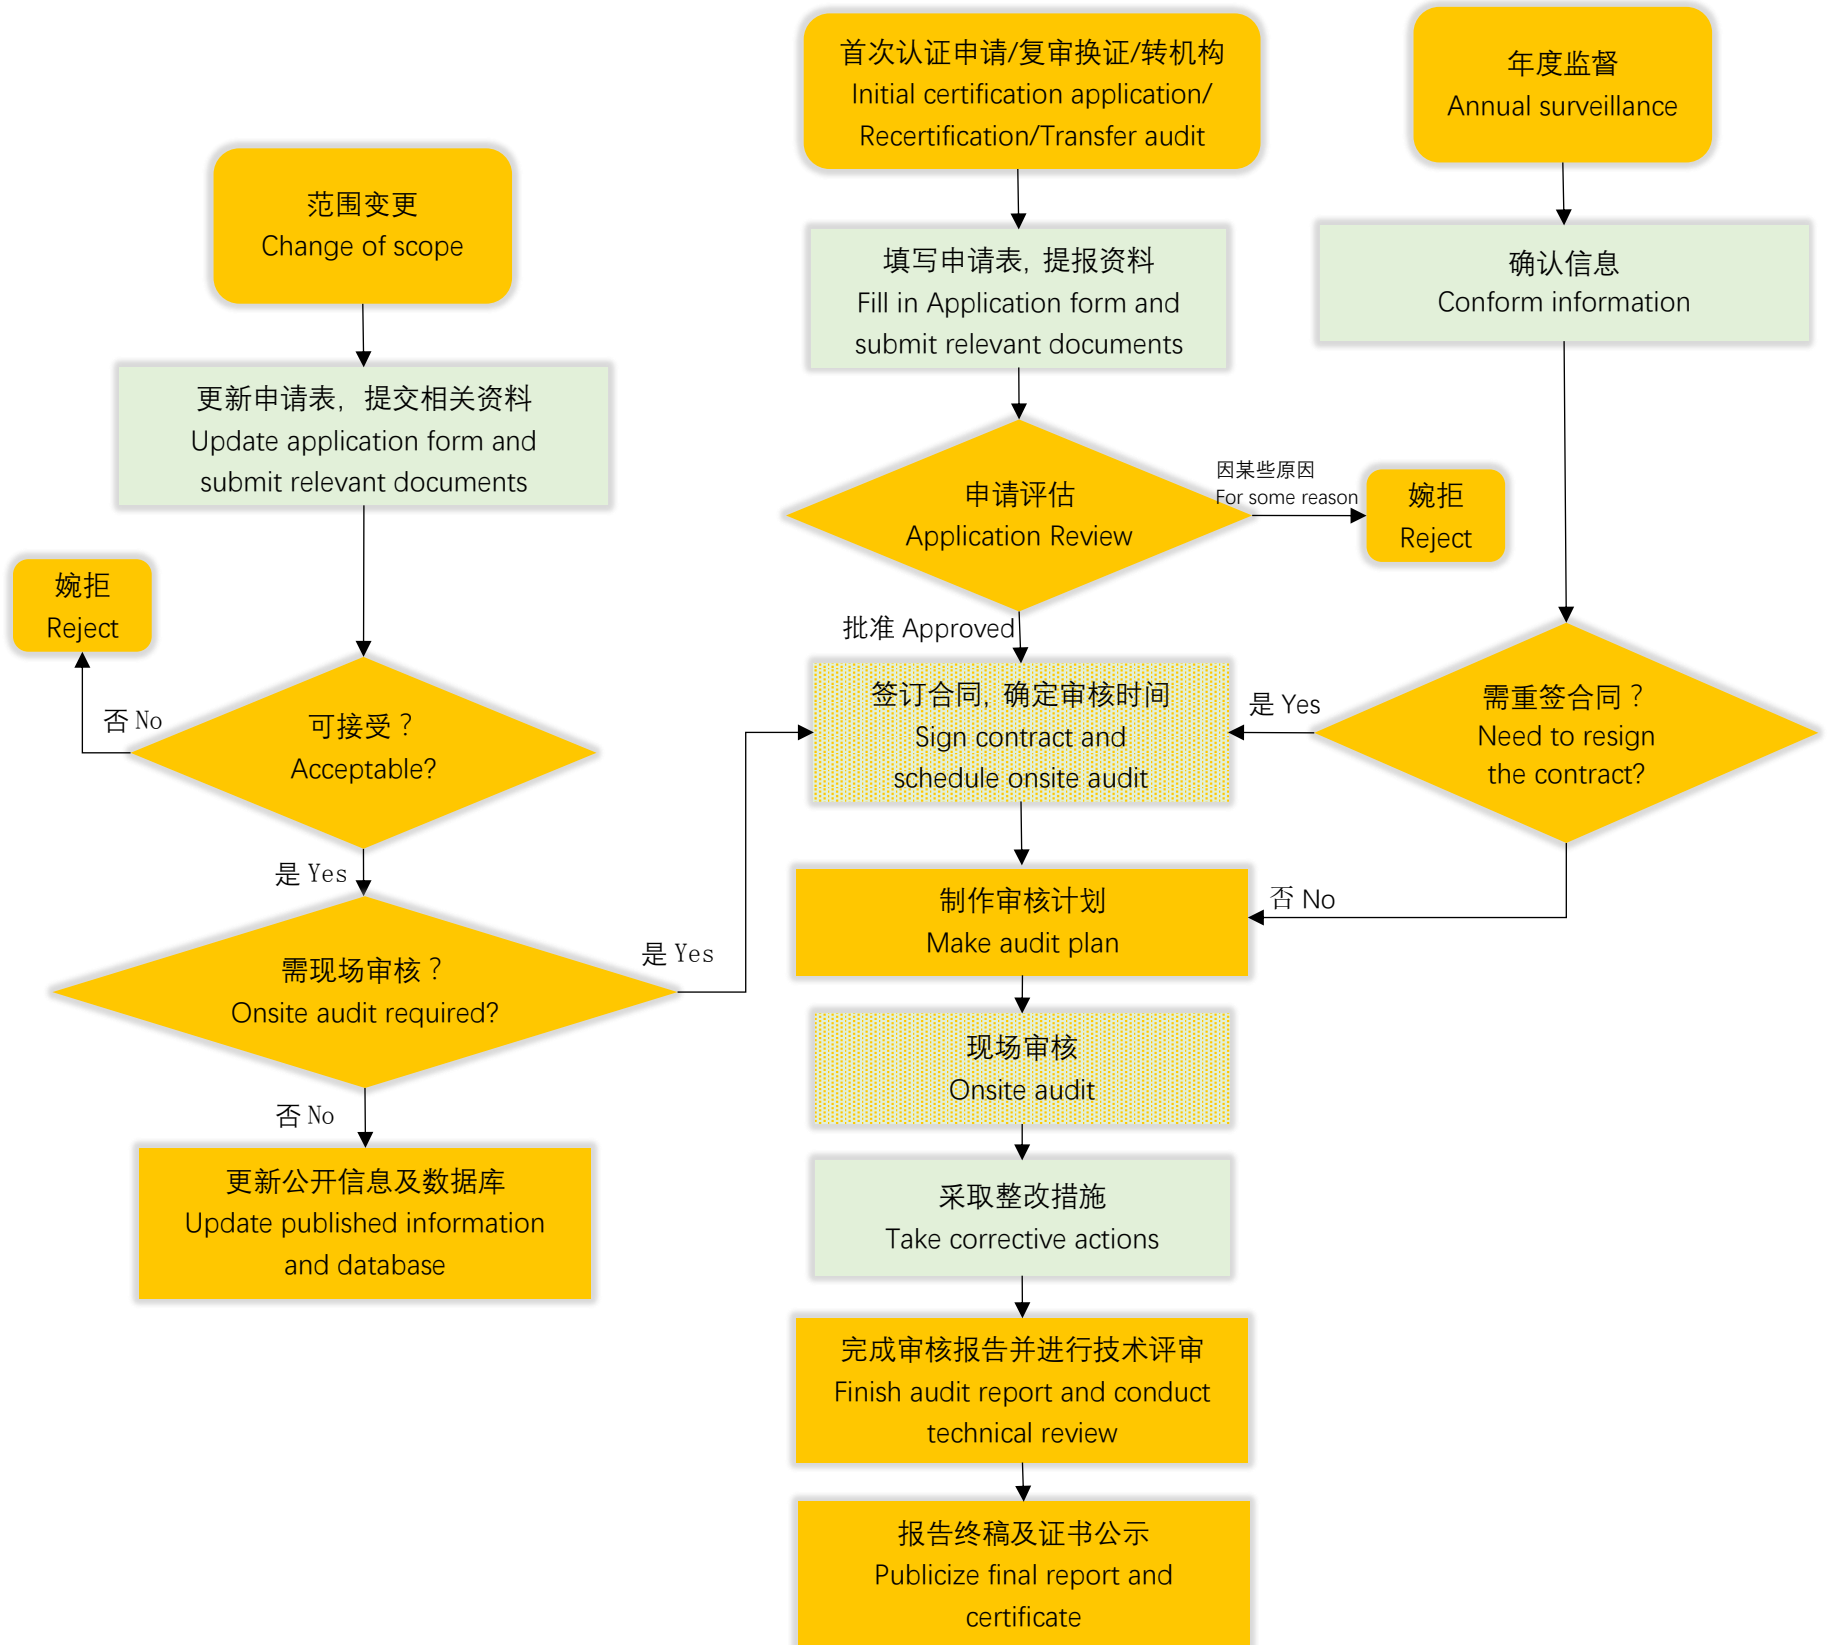 首次认证申请/复审换证/转机构
Initial certification application/
Recertification/Transfer audit
年度监督
Annual surveillance
范围变更
Change of scope
填写申请表, 提报资料
Fill in Application form and
submit relevant documents
确认信息
Conform information
更新申请表, 提交相关资料
Update application form and
submit relevant documents
申请评估
Application Review
因某些原因
For some reason
婉拒
Reject
婉拒
Reject
批准 Approved
否 No
可接受？
Acceptable?
签订合同, 确定审核时间
Sign contract and
schedule onsite audit
是 Yes
需重签合同？
Need to resign
the contract?
是 Yes
制作审核计划
Make audit plan
否 No
需现场审核？
Onsite audit required?
是 Yes
现场审核
Onsite audit
否 No
更新公开信息及数据库
Update published information
and database
采取整改措施
Take corrective actions
完成审核报告并进行技术评审
Finish audit report and conduct
technical review
报告终稿及证书公示
Publicize final report and
certificate